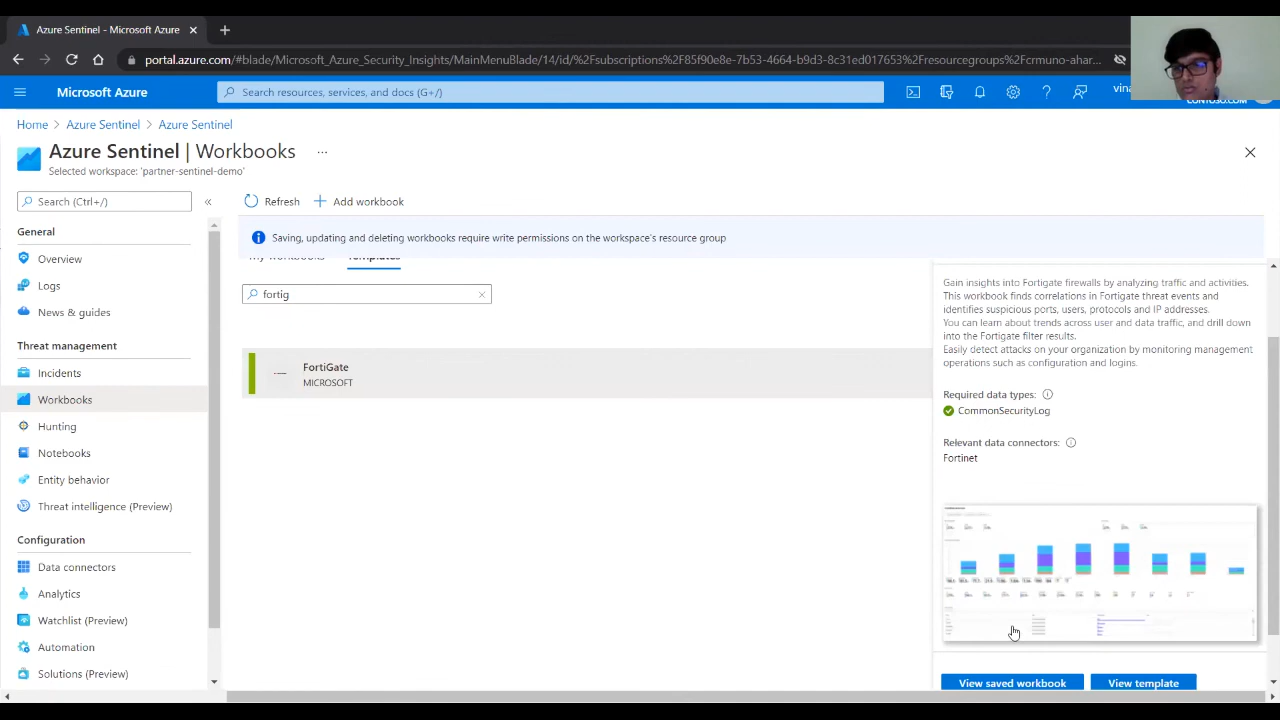 Azure Sentinel - Microsoft Azure
portal.azure.com/#blade/Microsoft_Azure_Security_Insights/MainMenuBlade/14/id/%2Fsubscriptions%2F85f90e8e-7b53-4664-b9d3-8c31ed017653%2Fresourcegroups%2Fcrmuno-ahar...
Microsoft Azure
Search resources, services, and docs (G+/)
vina
CONTOSO.COM
Home > Azure Sentinel > Azure Sentinel
Azure Sentinel | Workbooks ...
Selected workspace: 'partner-sentinel-demo'
Search (Ctrl+/)
«
Refresh
Add workbook
General
Saving, updating and deleting workbooks require write permissions on the workspace's resource group
Overview
Logs
News & guides
Threat management
Incidents
Workbooks
Hunting
Notebooks
Entity behavior
Threat intelligence (Preview)
Configuration
Data connectors
Analytics
Watchlist (Preview)
Automation
Solutions (Preview)
My workbooks
Templates
fortig
FortiGate
MICROSOFT
Gain insights into Fortigate firewalls by analyzing traffic and activities.
This workbook finds correlations in Fortigate threat events and
identifies suspicious ports, users, protocols and IP addresses.
You can learn about trends across user and data traffic, and drill down
into the Fortigate filter results.
Easily detect attacks on your organization by monitoring management
operations such as configuration and logins.
Required data types:
CommonSecurityLog
Relevant data connectors:
Fortinet
View saved workbook
View template